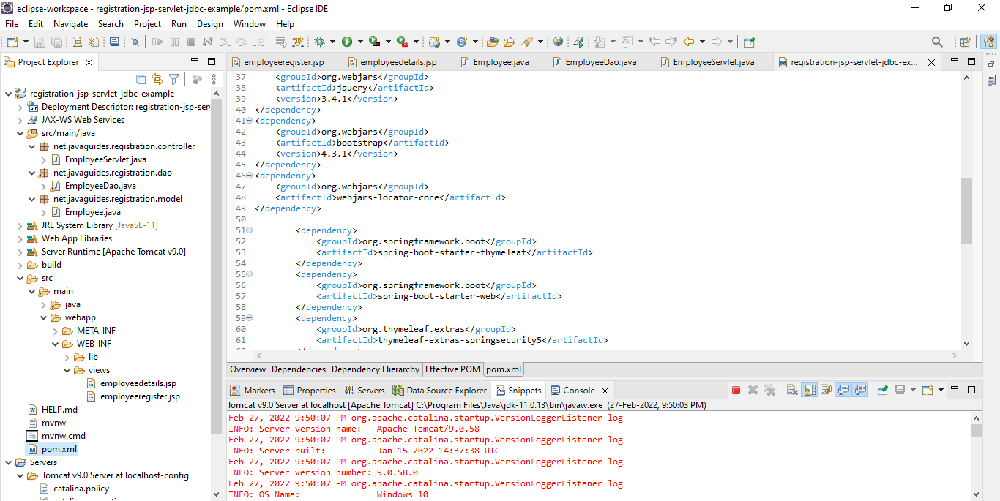 eclipse-workspace - registration-jsp-servlet-jdbc-example/pom.xml - Eclipse IDE
File Edit Source Navigate Search Project Run Design Window Help
Project Explorer
registration-jsp-servlet-jdbc-example
Deployment Descriptor: registration-jsp-ser
JAX-WS Web Services
src/main/java
net.javaguides.registration.controller
EmployeeServlet.java
net.javaguides.registration.dao
EmployeeDao.java
net.javaguides.registration.model
Employee.java
JRE System Library [JavaSE-11]
Web App Libraries
Server Runtime [Apache Tomcat v9.0]
build
src
main
java
webapp
META-INF
WEB-INF
lib
views
employeedetails.jsp
employeeregister.jsp
HELP.md
mvnw
mvnw.cmd
pom.xml
Servers
Tomcat v9.0 Server at localhost-config
catalina.policy
employeeregister.jsp employeedetails.jsp Employee.java EmployeeDao.java EmployeeServlet.java registration-jsp-servlet-jdbc-ex...
37 <groupId>org.webjars</groupId>
38 <artifactId>jquery</artifactId>
39 <version>3.4.1</version>
40 </dependency>
41 <dependency>
42 <groupId>org.webjars</groupId>
43 <artifactId>bootstrap</artifactId>
44 <version>4.3.1</version>
45 </dependency>
46 <dependency>
47 <groupId>org.webjars</groupId>
48 <artifactId>webjars-locator-core</artifactId>
49 </dependency>
50
51 <dependency>
52 <groupId>org.springframework.boot</groupId>
53 <artifactId>spring-boot-starter-thymeleaf</artifactId>
54 </dependency>
55 <dependency>
56 <groupId>org.springframework.boot</groupId>
57 <artifactId>spring-boot-starter-web</artifactId>
58 </dependency>
59 <dependency>
60 <groupId>org.thymeleaf.extras</groupId>
61 <artifactId>thymeleaf-extras-springsecurity5</artifactId>
Overview Dependencies Dependency Hierarchy Effective POM pom.xml
Markers Properties Servers Data Source Explorer Snippets Console
Tomcat v9.0 Server at localhost [Apache Tomcat] C:\Program Files\Java\jdk-11.0.13\bin\javaw.exe (27-Feb-2022, 9:50:03 PM)
Feb 27, 2022 9:50:07 PM org.apache.catalina.startup.VersionLoggerListener log
INFO: Server version name: Apache Tomcat/9.0.58
Feb 27, 2022 9:50:07 PM org.apache.catalina.startup.VersionLoggerListener log
INFO: Server built: Jan 15 2022 14:37:38 UTC
Feb 27, 2022 9:50:07 PM org.apache.catalina.startup.VersionLoggerListener log
INFO: Server version number: 9.0.58.0
Feb 27, 2022 9:50:07 PM org.apache.catalina.startup.VersionLoggerListener log
INFO: OS Name: Windows 10